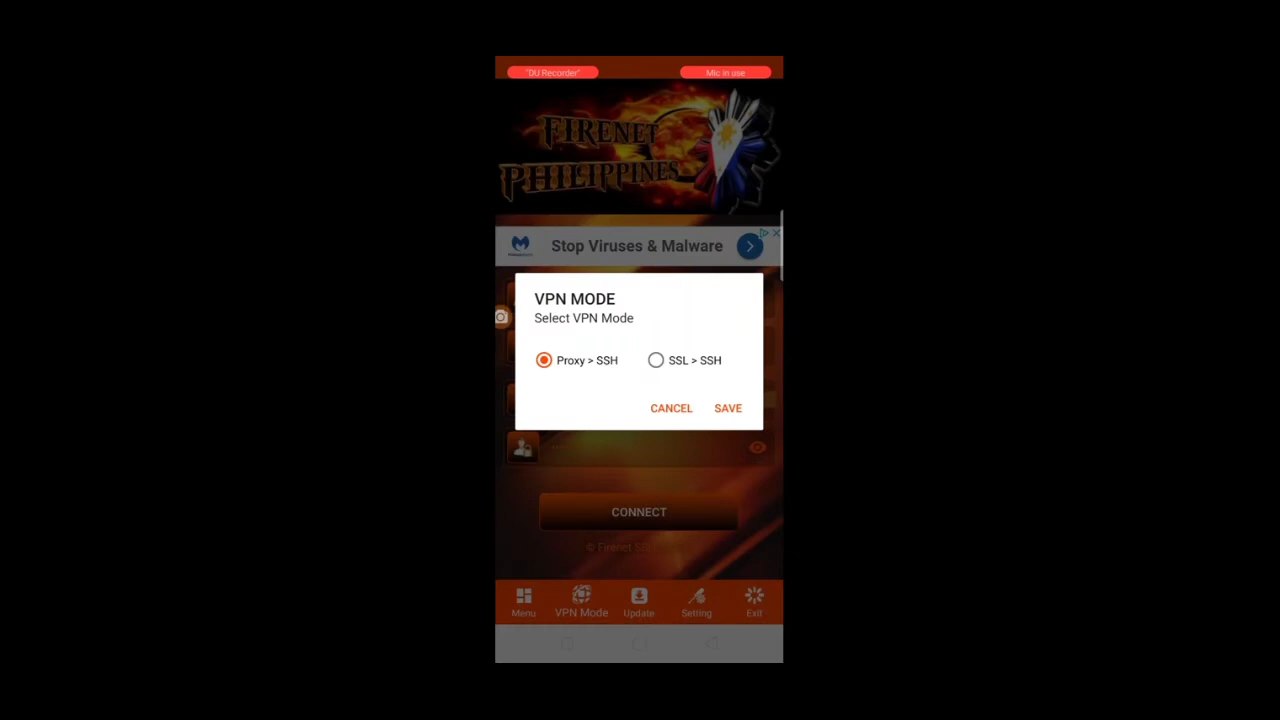 "DU Recorder"
Mic in use
FIRENET
PHILIPPINES
Stop Viruses & Malware
VPN MODE
Select VPN Mode
Proxy > SSH
SSL > SSH
CANCEL
SAVE
CONNECT
© Firenet
Menu
VPN Mode
Update
Setting
Exit